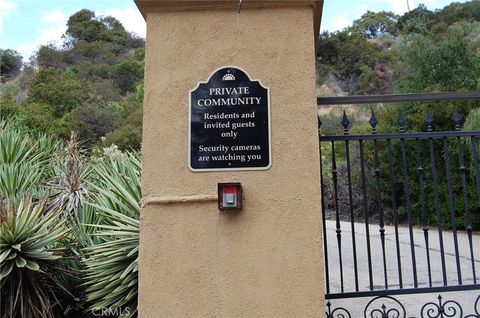 PRIVATE
COMMUNITY
Residents and
invited guests
only
Security cameras
are watching you
CRMLS